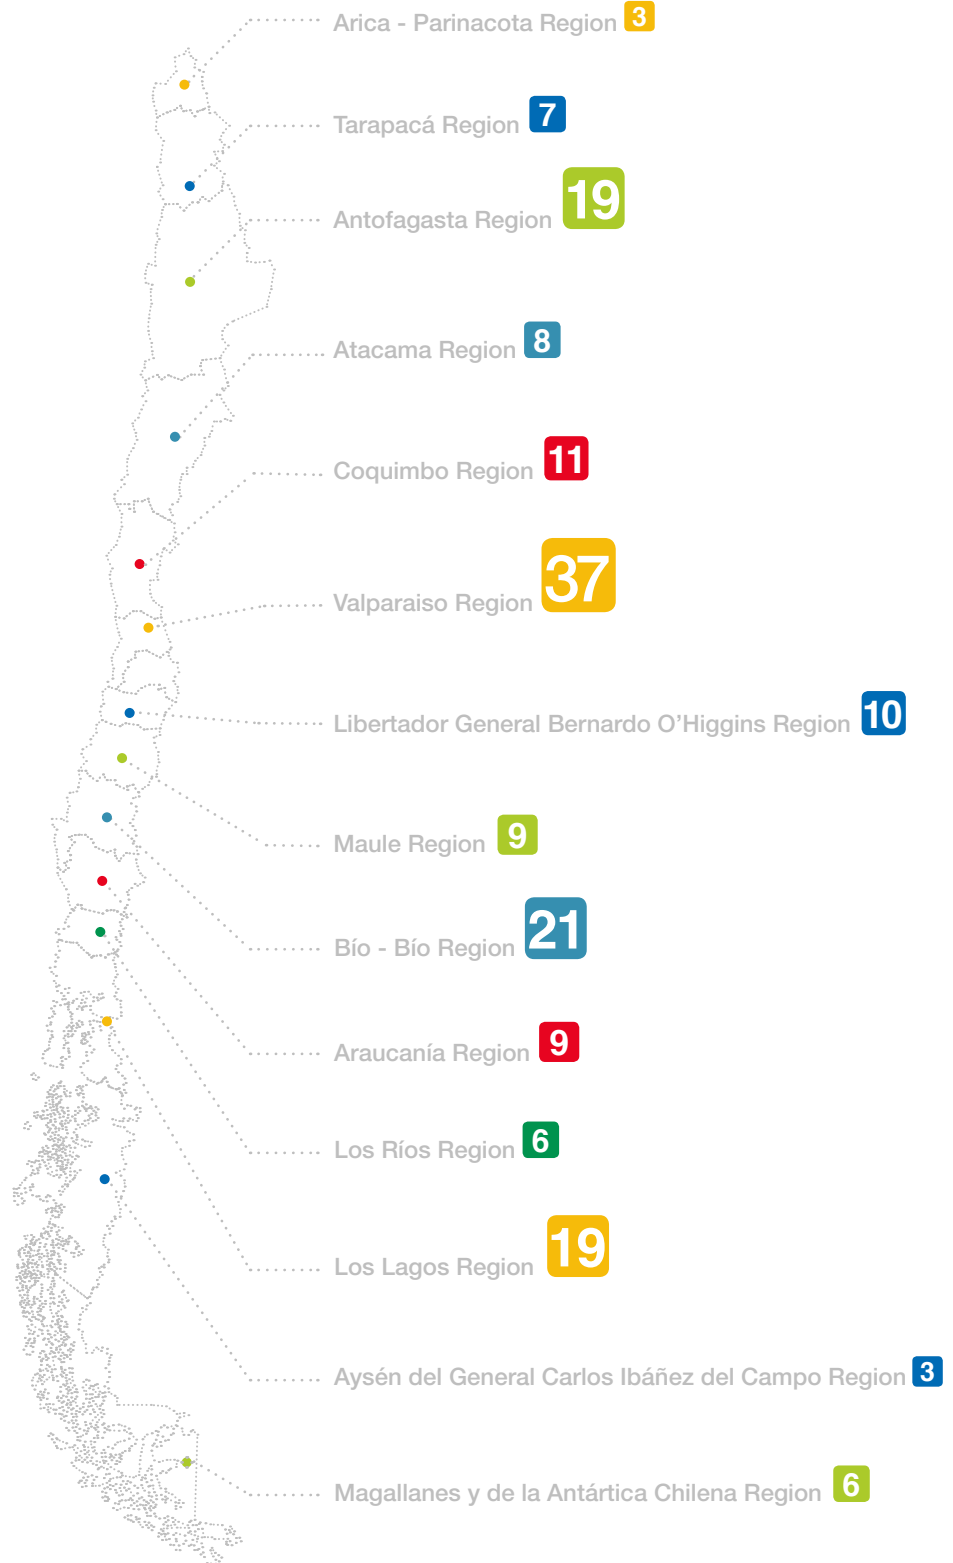 Arica - Parinacota Region 3
Tarapacá Region 7
Antofagasta Region 19
Atacama Region 8
Coquimbo Region 11
Valparaiso Region 37
Libertador General Bernardo O’Higgins Region 10
Maule Region 9
Bío - Bío Region 21
Araucanía Region 9
Los Ríos Region 6
Los Lagos Region 19
Aysén del General Carlos Ibáñez del Campo Region 3
Magallanes y de la Antártica Chilena Region 6